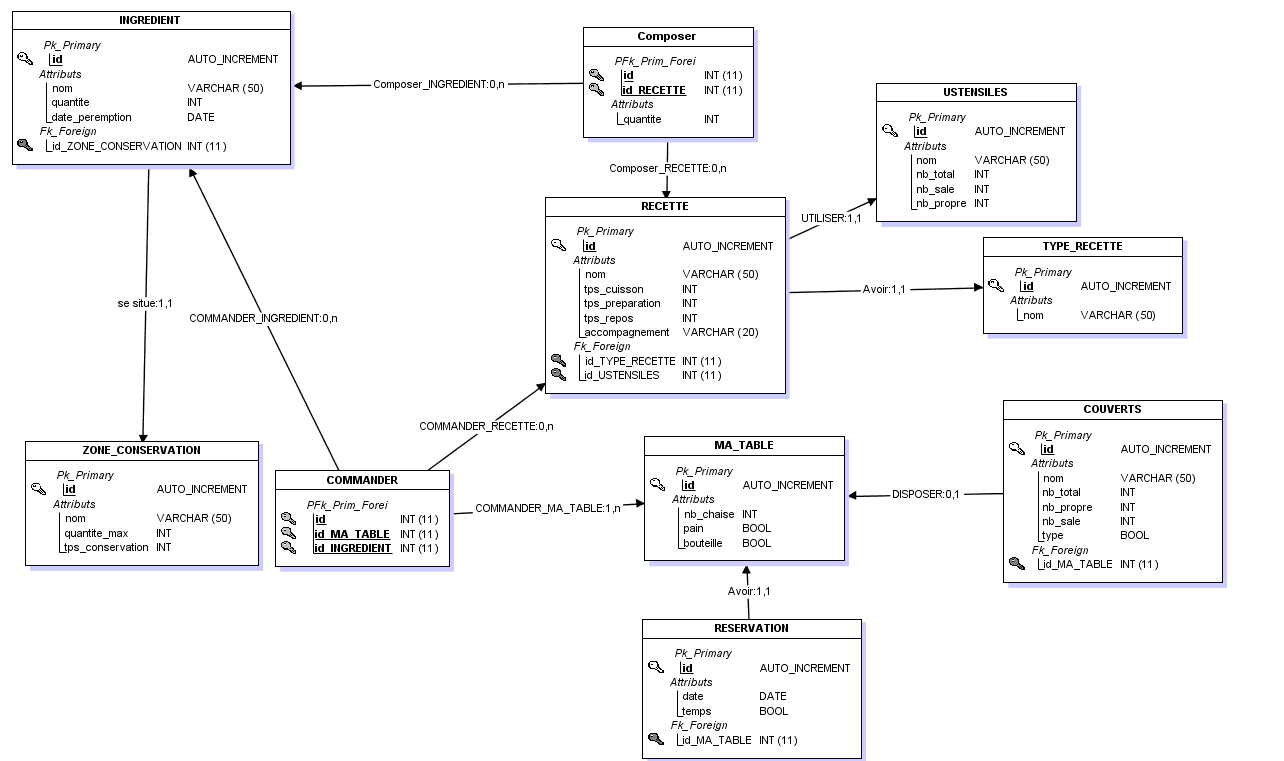 INGREDIENT
Pk_Primary
id AUTO_INCREMENT
Attributs
nom VARCHAR (50)
quantite INT
date_peremption DATE
Fk_Foreign
id_ZONE_CONSERVATION INT (11)
Composer_INGREDIENT:0,n
Composer
PFk_Prim_Forei
id INT (11)
id_RECETTE INT (11)
Attributs
quantite INT
Composer_RECETTE:0,n
USTENSILES
Pk_Primary
id AUTO_INCREMENT
Attributs
nom VARCHAR (50)
nb_total INT
nb_sale INT
nb_propre INT
RECETTE
Pk_Primary
id AUTO_INCREMENT
Attributs
nom VARCHAR (50)
tps_cuisson INT
tps_preparation INT
tps_repos INT
accompagnement VARCHAR (20)
Fk_Foreign
id_TYPE_RECETTE INT (11)
id_USTENSILES INT (11)
UTILISER:1,1
Avoir:1,1
TYPE_RECETTE
Pk_Primary
id AUTO_INCREMENT
Attributs
nom VARCHAR (50)
se situe:1,1
COMMANDER_INGREDIENT:0,n
COMMANDER_RECETTE:0,n
ZONE_CONSERVATION
Pk_Primary
id AUTO_INCREMENT
Attributs
nom VARCHAR (50)
quantite_max INT
tps_conservation INT
COMMANDER
PFk_Prim_Forei
id INT (11)
id_MA_TABLE INT (11)
id_INGREDIENT INT (11)
COMMANDER_MA_TABLE:1,n
MA_TABLE
Pk_Primary
id AUTO_INCREMENT
Attributs
nb_chaise INT
pain BOOL
bouteille BOOL
DISPOSER:0,1
COUVERTS
Pk_Primary
id AUTO_INCREMENT
Attributs
nom VARCHAR (50)
nb_total INT
nb_propre INT
nb_sale INT
type BOOL
Fk_Foreign
id_MA_TABLE INT (11)
Avoir:1,1
RESERVATION
Pk_Primary
id AUTO_INCREMENT
Attributs
date DATE
temps BOOL
Fk_Foreign
id_MA_TABLE INT (11)